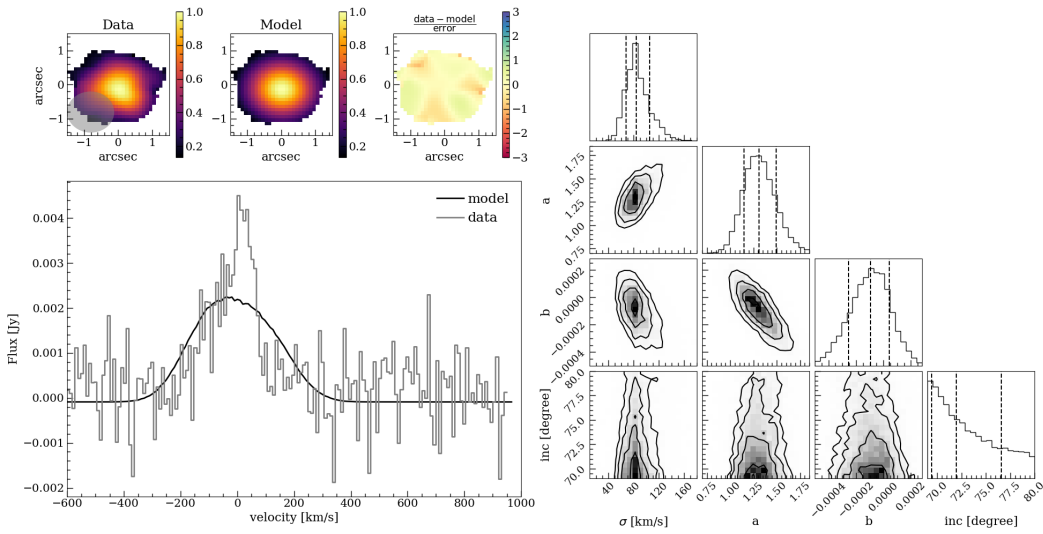 Data
Model
data − model
error
1
0
−1
arcsec
−1 0 1
arcsec
1.0
0.8
0.6
0.4
0.2
−1 0 1
arcsec
1.0
0.8
0.6
0.4
0.2
−1 0 1
arcsec
3
2
1
0
−1
−2
−3
0.004
0.003
0.002
0.001
0.000
−0.001
−0.002
Flux [Jy]
model
data
−600 −400 −200 0 200 400 600 800 1000
velocity [km/s]
1.75
1.50
1.25
1.00
0.75
a
0.0002
0.0000
−0.0002
−0.0004
b
80.0
77.5
75.0
72.5
70.0
inc [degree]
40 80 120 160
σ [km/s]
0.75 1.00 1.25 1.50 1.75
a
−0.0004 −0.0002 0.0000 0.0002
b
70.0 72.5 75.0 77.5 80.0
inc [degree]